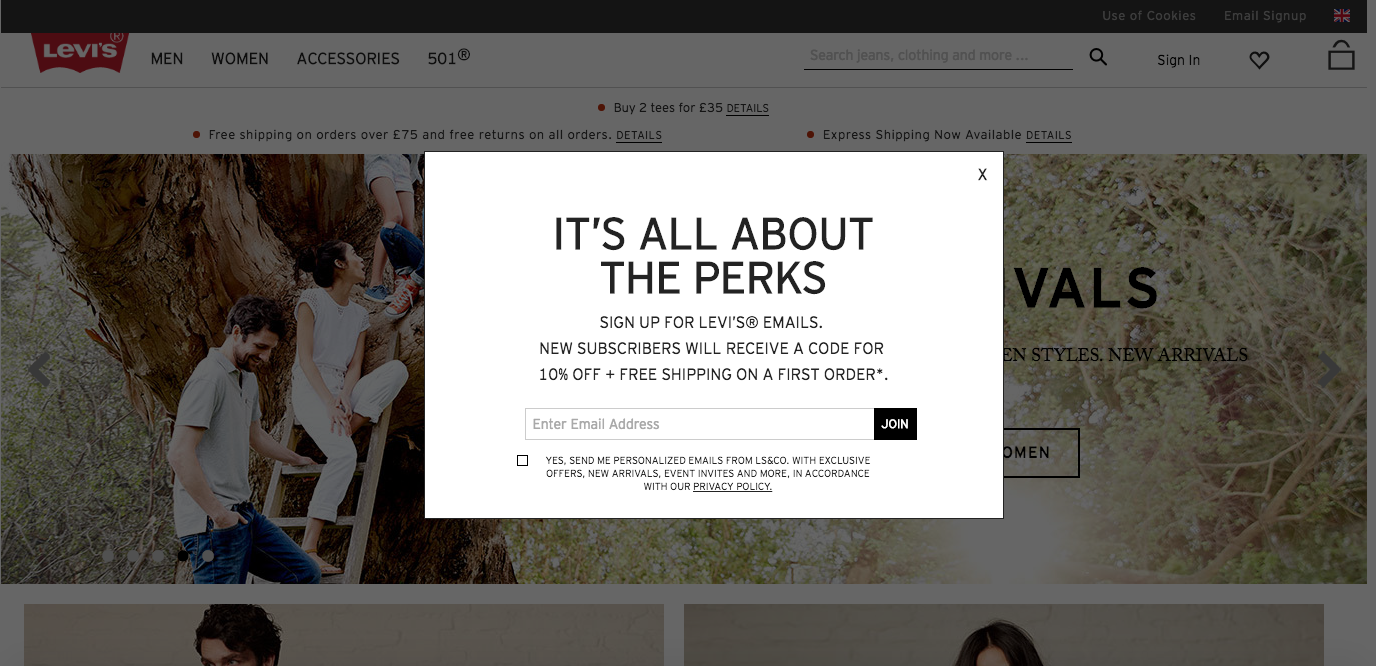 Use of Cookies Email Signup
LEVI'S®
MEN WOMEN ACCESSORIES 501®
Search jeans, clothing and more ...
Sign In
Buy 2 tees for £35 DETAILS
Free shipping on orders over £75 and free returns on all orders. DETAILS
Express Shipping Now Available DETAILS
X
IT'S ALL ABOUT
THE PERKS
SIGN UP FOR LEVI'S® EMAILS.
NEW SUBSCRIBERS WILL RECEIVE A CODE FOR
10% OFF + FREE SHIPPING ON A FIRST ORDER*.
Enter Email Address JOIN
YES, SEND ME PERSONALIZED EMAILS FROM LS&CO. WITH EXCLUSIVE
OFFERS, NEW ARRIVALS, EVENT INVITES AND MORE, IN ACCORDANCE
WITH OUR PRIVACY POLICY.
VALS
EN STYLES. NEW ARRIVALS
OMEN